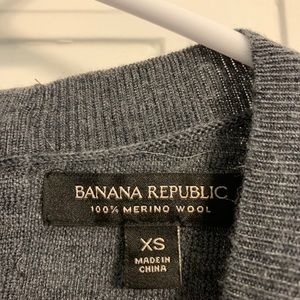 BANANA REPUBLIC
100% MERINO WOOL
XS
MADE IN
CHINA